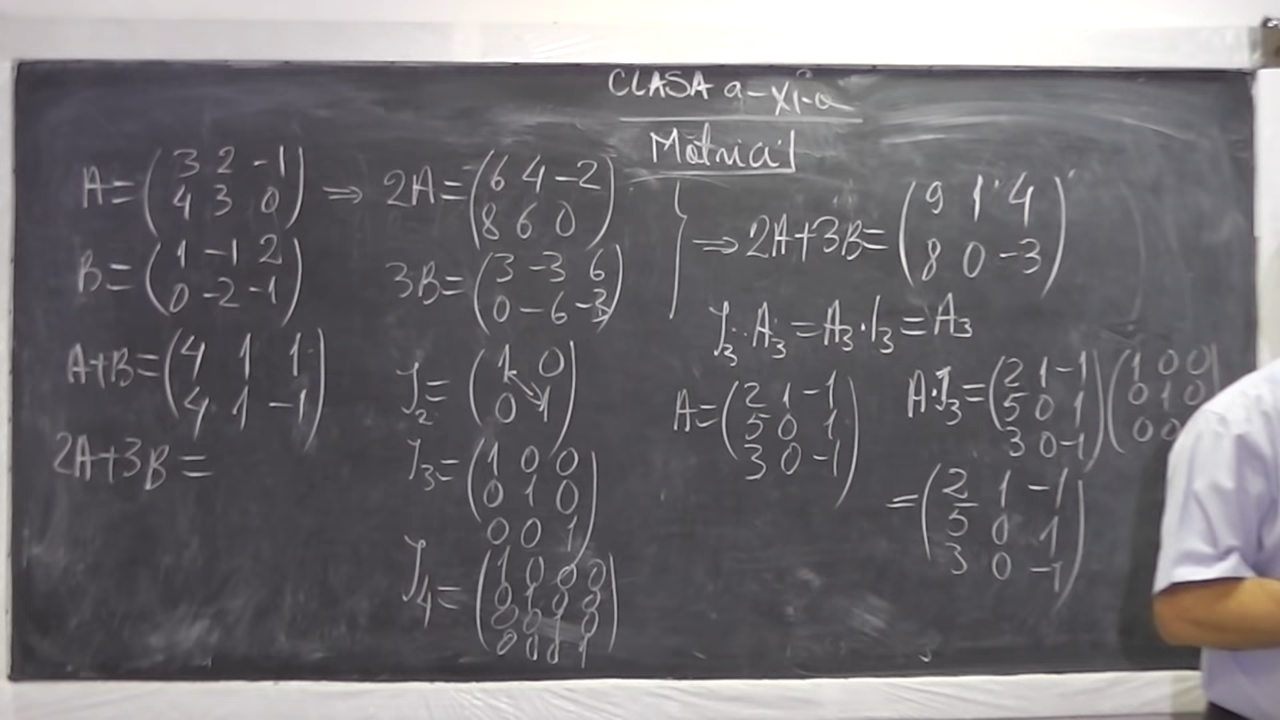 CLASA a-XI-a
Matrici
A=(3 2 -1
4 3 0)
B=(1 -1 2
0 -2 -1)
A+B=(4 1 1
4 1 -1)
2A+3B=
⇒ 2A=(6 4 -2
8 6 0)
3B=(3 -3 6
0 -6 -3)
I2=(1 0
0 1)
I3=(1 0 0
0 1 0
0 0 1)
I4=(1 0 0 0
0 1 0 0
0 0 1 0
0 0 0 1)
⇒ 2A+3B=(9 1 4
8 0 -3)
I3·A3=A3·I3=A3
A=(2 1 -1
5 0 1
3 0 -1)
A·I3=(2 1 -1
5 0 1
3 0 -1)(1 0 0
0 1 0
0 0
=(2 1 -1
5 0 1
3 0 -1)